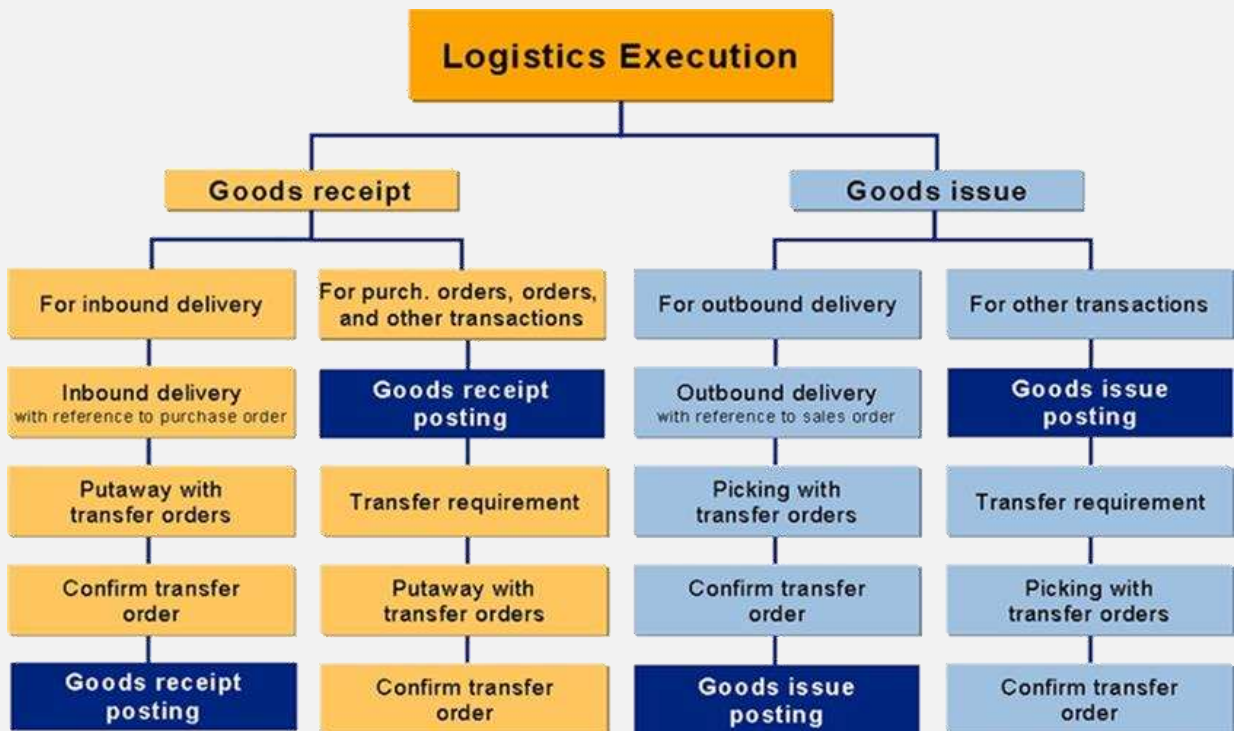 Logistics Execution
Goods receipt
Goods issue
For inbound delivery
For purch. orders, orders,
and other transactions
For outbound delivery
For other transactions
Inbound delivery
with reference to purchase order
Goods receipt
posting
Outbound delivery
with reference to sales order
Goods issue
posting
Putaway with
transfer orders
Transfer requirement
Picking with
transfer orders
Transfer requirement
Confirm transfer
order
Putaway with
transfer orders
Confirm transfer
order
Picking with
transfer orders
Goods receipt
posting
Confirm transfer
order
Goods issue
posting
Confirm transfer
order